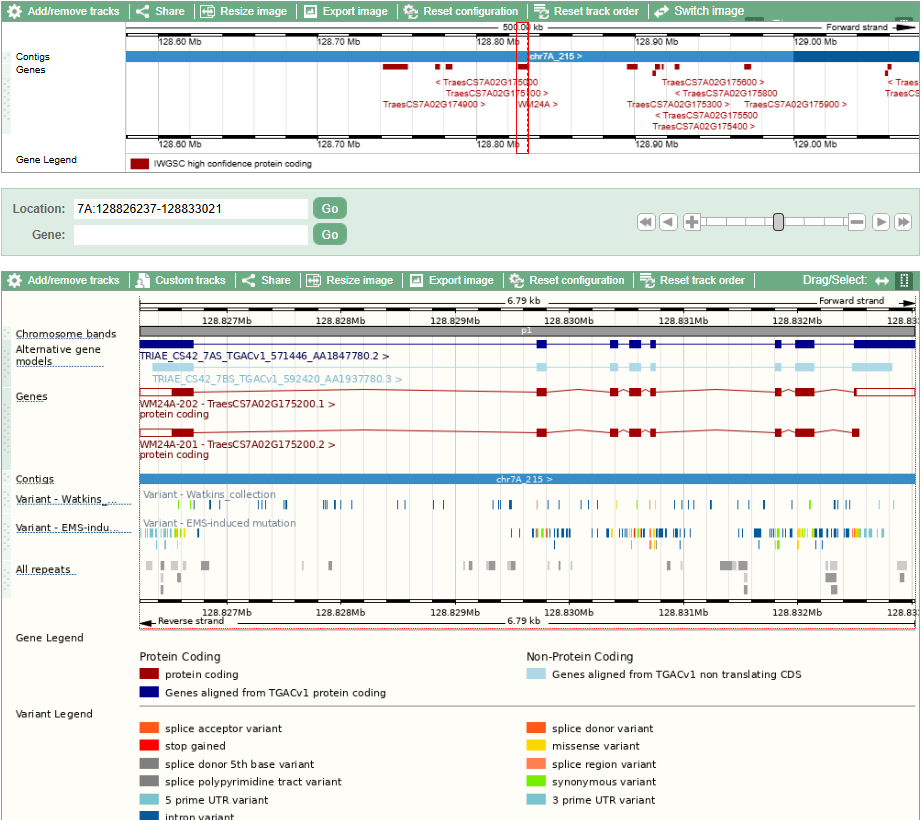 Add/remove tracks Share Resize image Export image Reset configuration Reset track order Switch image
500.00 kb Forward strand
128.60 Mb 128.70 Mb 128.80 Mb 128.90 Mb 129.00 Mb
Contigs chr7A_215 >
Genes
< TraesCS7A02G175000 TraesCS7A02G175600 > < TraesCS7
< TraesCS7A02G175800
TraesCS7A02G174900 > WM24A > TraesCS7A02G175300 > TraesCS7A02G175900 > TraesCS7
< TraesCS7A02G175500
TraesCS7A02G175400 >
128.60 Mb 128.70 Mb 128.80 Mb 128.90 Mb 129.00 Mb
Gene Legend IWGSC high confidence protein coding
Location: 7A:128826237-128833021 Go
Gene: Go
Add/remove tracks Custom tracks Share Resize image Export image Reset configuration Reset track order Drag/Select:
6.79 kb Forward strand
128.827Mb 128.828Mb 128.829Mb 128.830Mb 128.831Mb 128.832Mb 128.833
Chromosome bands p1
Alternative gene
models
TRIAE_CS42_7AS_TGACv1_571446_AA1847780.2 >
TRIAE_CS42_7BS_TGACv1_592420_AA1937780.3 >
Genes
WM24A-202 - TraesCS7A02G175200.1 >
protein coding
WM24A-201 - TraesCS7A02G175200.2 >
protein coding
Contigs chr7A_215 >
Variant - Watkins_... Variant - Watkins_collection
Variant - EMS-indu... Variant - EMS-induced mutation
All repeats
128.827Mb 128.828Mb 128.829Mb 128.830Mb 128.831Mb 128.832Mb 128.833
Reverse strand 6.79 kb
Gene Legend
Protein Coding Non-Protein Coding
protein coding Genes aligned from TGACv1 non translating CDS
Genes aligned from TGACv1 protein coding
Variant Legend
splice acceptor variant splice donor variant
stop gained missense variant
splice donor 5th base variant splice region variant
splice polypyrimidine tract variant synonymous variant
5 prime UTR variant 3 prime UTR variant
intron variant